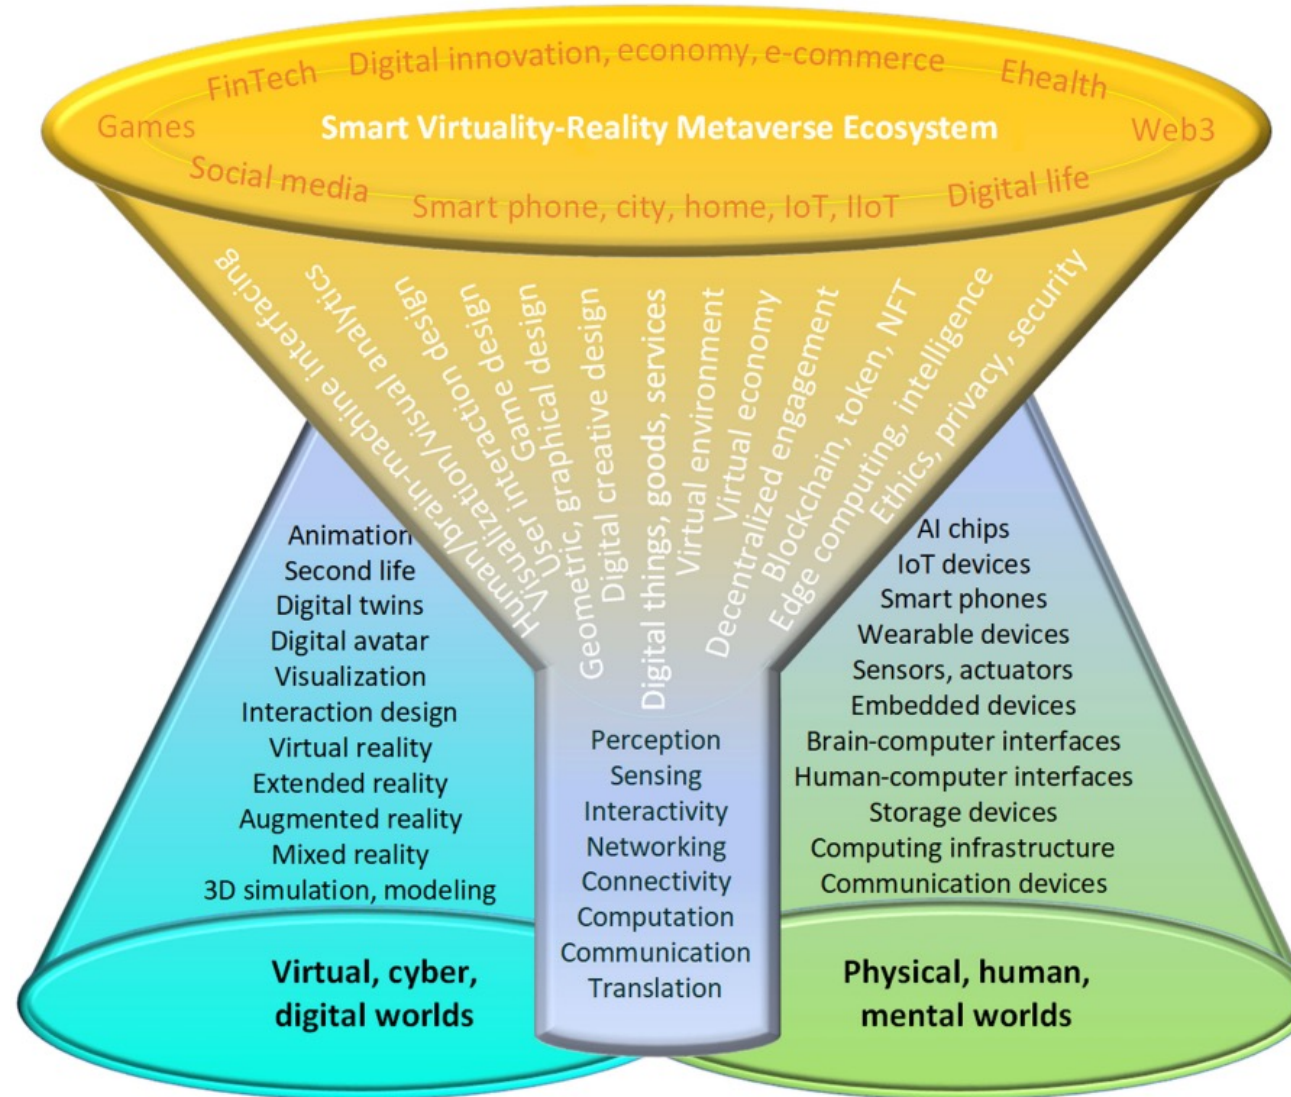 FinTech
Digital innovation, economy, e-commerce
Ehealth
Games
Smart Virtuality-Reality Metaverse Ecosystem
Web3
Social media
Smart phone, city, home, IoT, IIoT
Digital life
Human/brain-machine interfacing
Visualization/visual analytics
User interaction design
Game design
Geometric, graphical design
Digital creative design
Digital things, goods, services
Virtual environment
Virtual economy
Decentralized engagement
Blockchain, token, NFT
Edge computing, intelligence
Ethics, privacy, security
Animation
Second life
Digital twins
Digital avatar
Visualization
Interaction design
Virtual reality
Extended reality
Augmented reality
Mixed reality
3D simulation, modeling
Virtual, cyber,
digital worlds
Perception
Sensing
Interactivity
Networking
Connectivity
Computation
Communication
Translation
AI chips
IoT devices
Smart phones
Wearable devices
Sensors, actuators
Embedded devices
Brain-computer interfaces
Human-computer interfaces
Storage devices
Computing infrastructure
Communication devices
Physical, human,
mental worlds